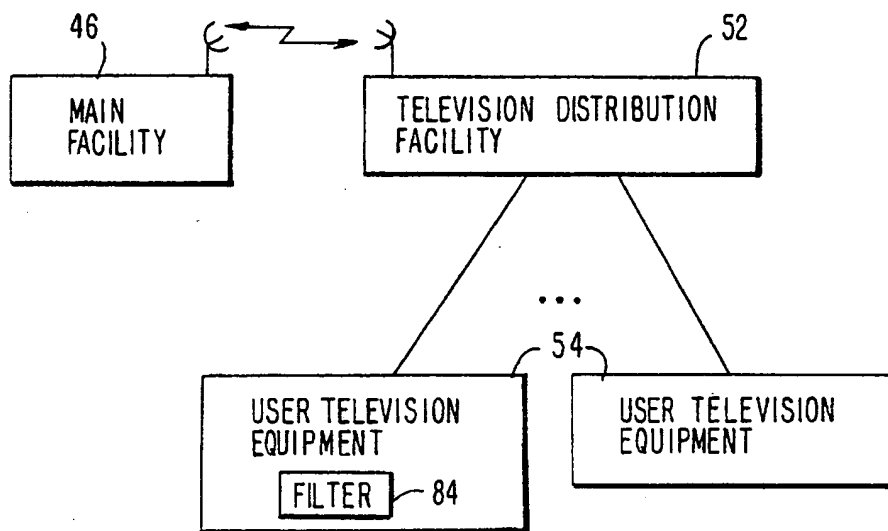 46
52
MAIN
FACILITY
TELEVISION DISTRIBUTION
FACILITY
...
54
USER TELEVISION
EQUIPMENT
FILTER
84
USER TELEVISION
EQUIPMENT